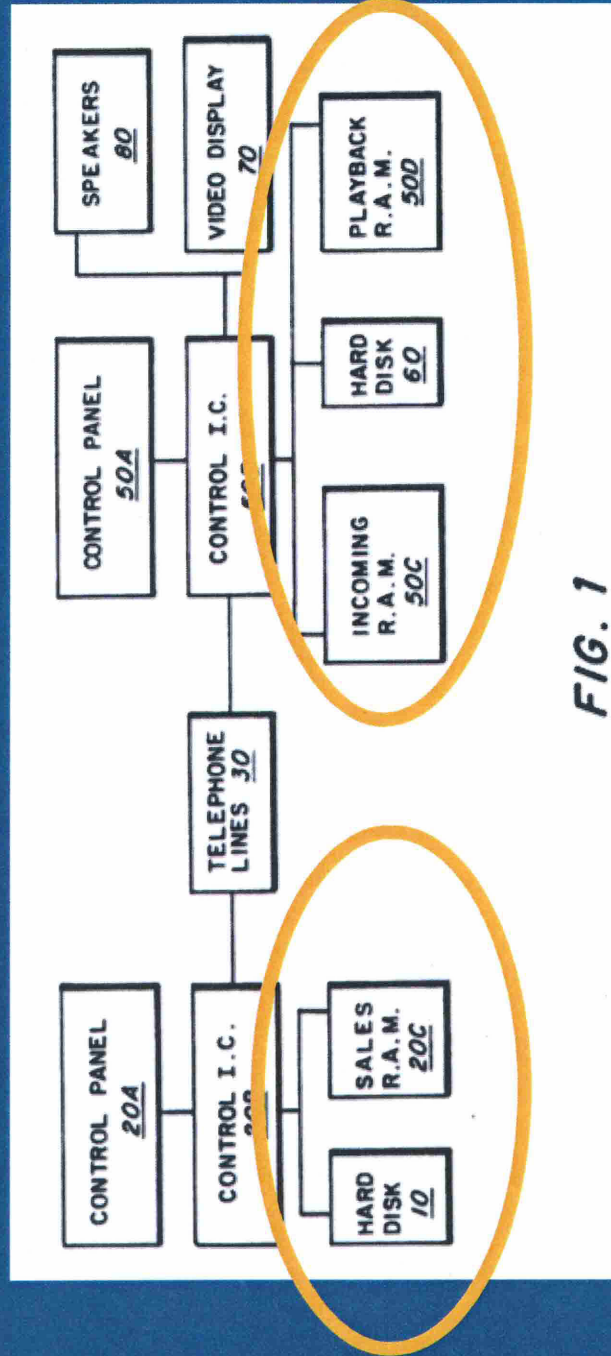 CONTROL PANEL
20A
CONTROL I.C.
HARD
DISK
10
SALES
R.A.M.
20C
TELEPHONE
LINES 30
CONTROL PANEL
50A
CONTROL I.C.
INCOMING
R.A.M.
50C
HARD
DISK
60
PLAYBACK
R.A.M.
50D
SPEAKERS
80
VIDEO DISPLAY
70
FIG. 1